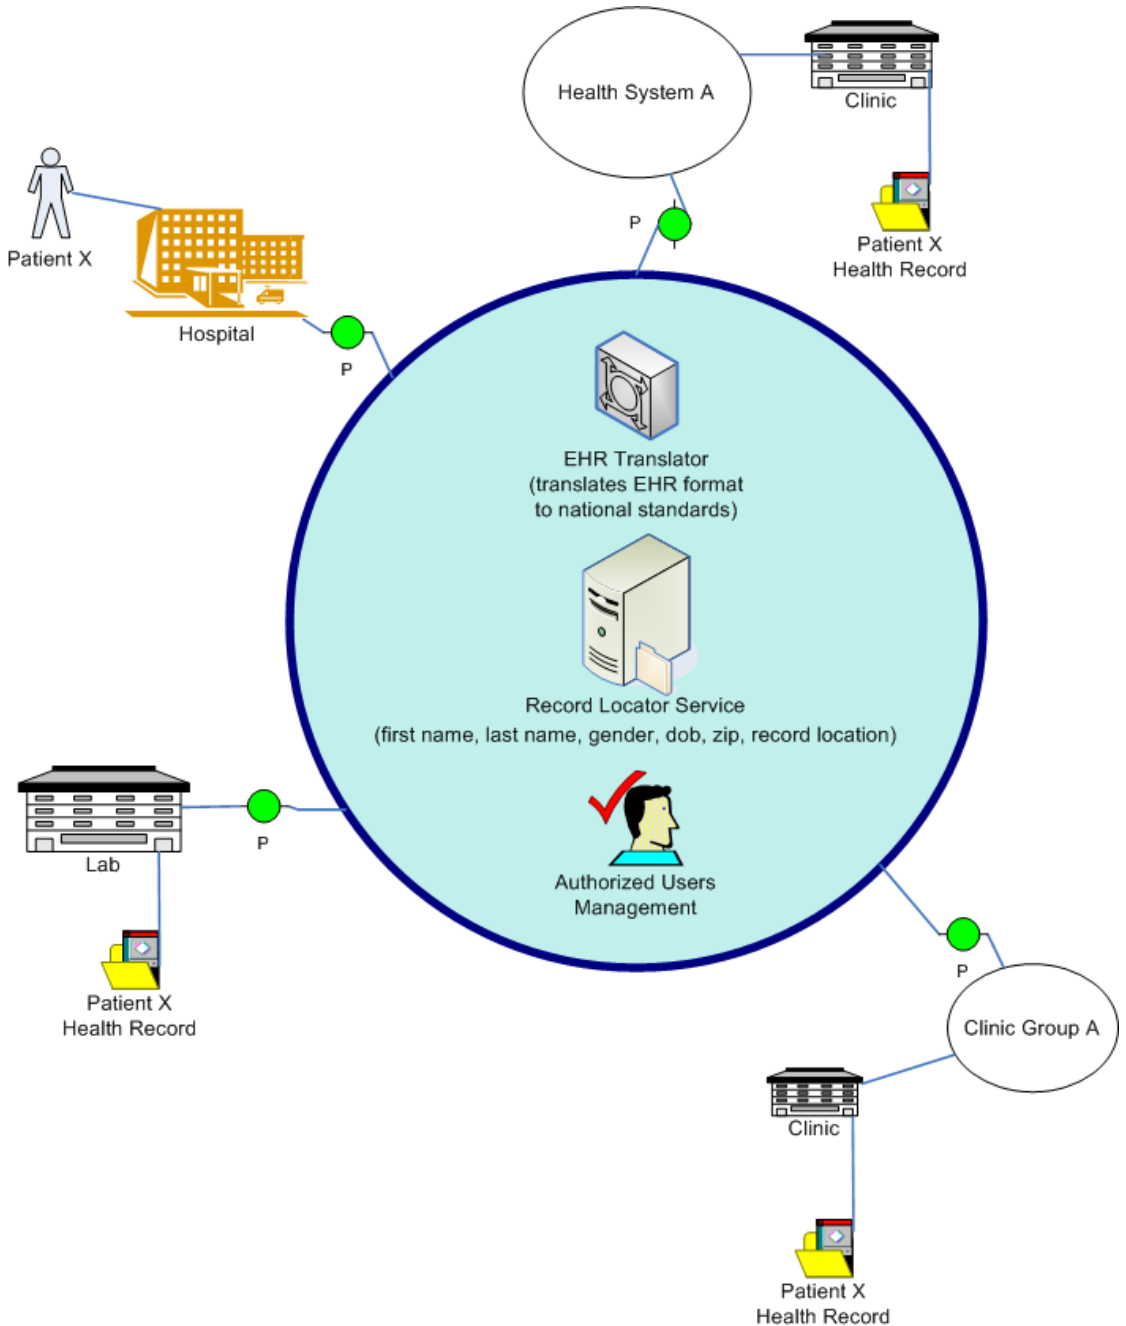 Health System A
Clinic
Patient X
Health Record
P
Patient X
Hospital
P
EHR Translator
(translates EHR format
to national standards)
Record Locator Service
(first name, last name, gender, dob, zip, record location)
Authorized Users
Management
P
Lab
Patient X
Health Record
P
Clinic Group A
Clinic
Patient X
Health Record